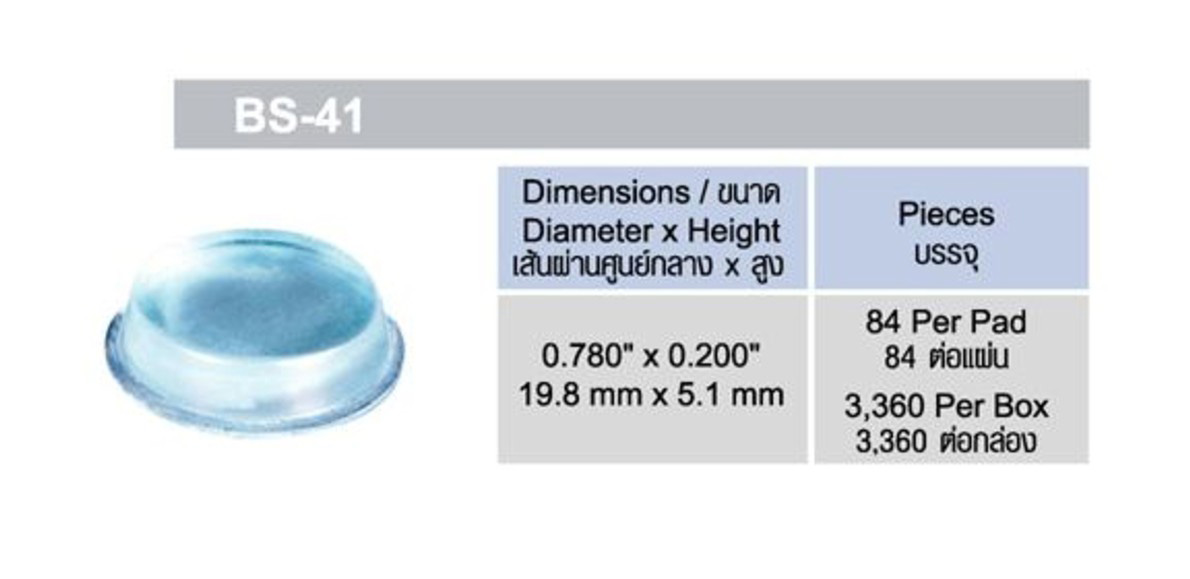 BS-41
Dimensions / ขนาด
Diameter x Height
เส้นผ่านศูนย์กลาง x สูง
Pieces
บรรจุ
0.780" x 0.200"
19.8 mm x 5.1 mm
84 Per Pad
84 ต่อแผ่น
3,360 Per Box
3,360 ต่อกล่อง